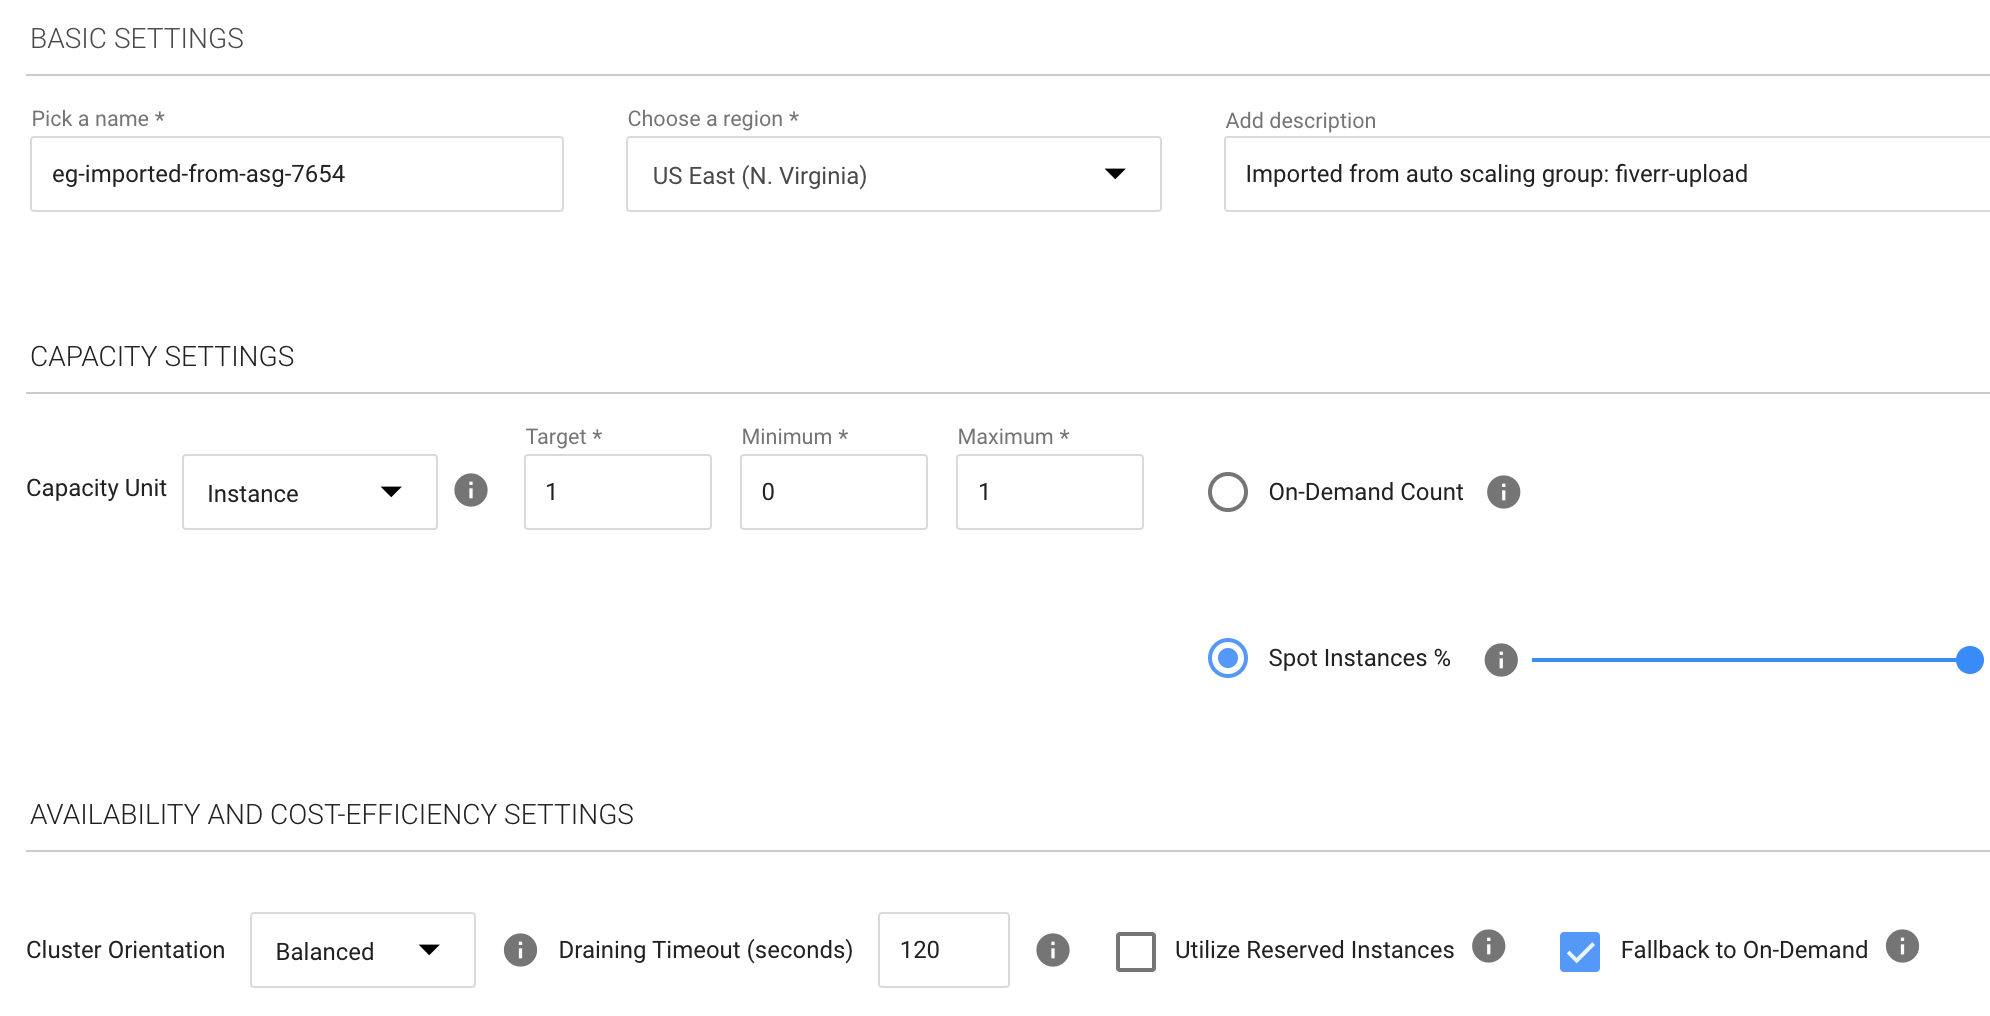 BASIC SETTINGS
Pick a name *
Choose a region *
Add description
eg-imported-from-asg-7654
US East (N. Virginia)
Imported from auto scaling group: fiverr-upload
CAPACITY SETTINGS
Target *
Minimum *
Maximum *
Capacity Unit
Instance
1
0
1
On-Demand Count
Spot Instances %
AVAILABILITY AND COST-EFFICIENCY SETTINGS
Cluster Orientation
Balanced
Draining Timeout (seconds)
120
Utilize Reserved Instances
Fallback to On-Demand